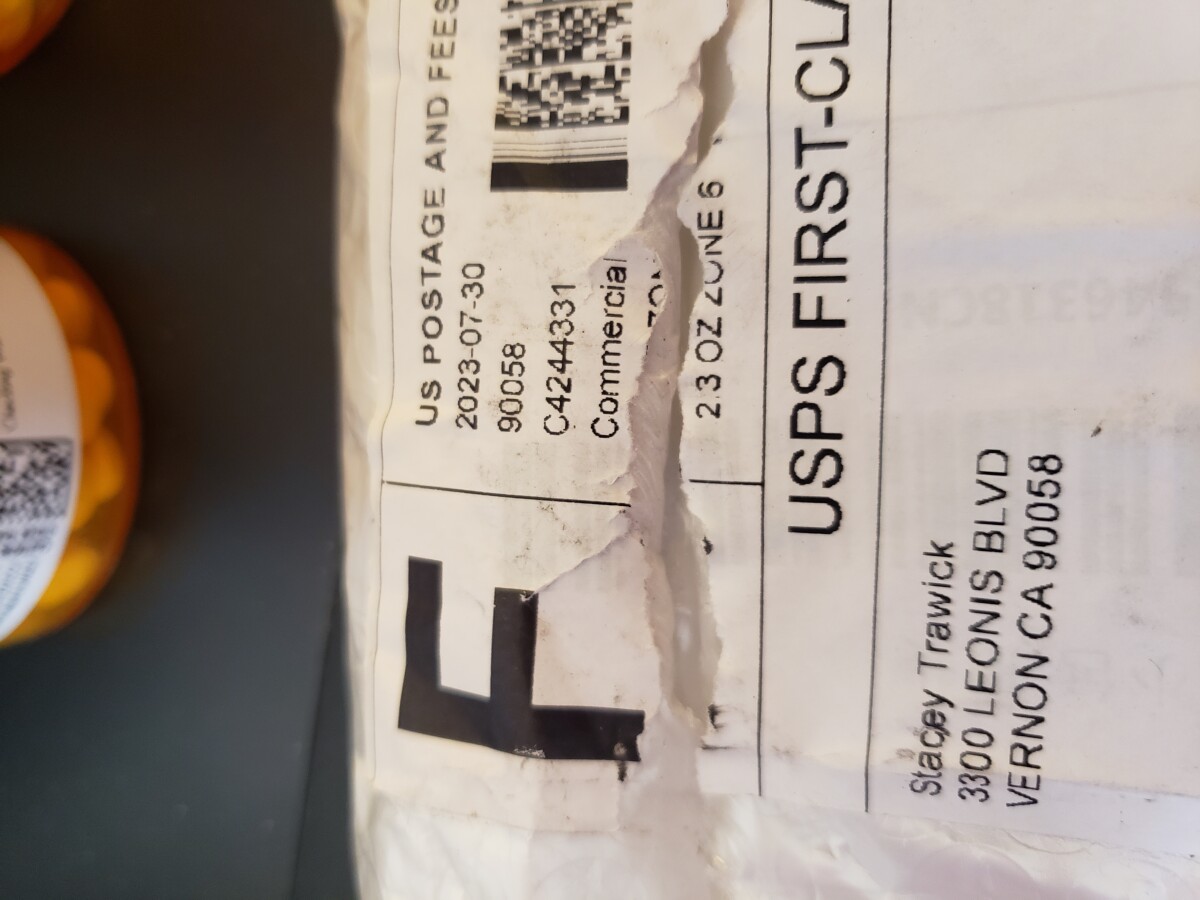 F
US POSTAGE AND FEES
2023-07-30
90058
C4244331
Commercial
2.3 OZ ZONE 6
USPS FIRST-CLA
Stacey Trawick
3300 LEONIS BLVD
VERNON CA 90058